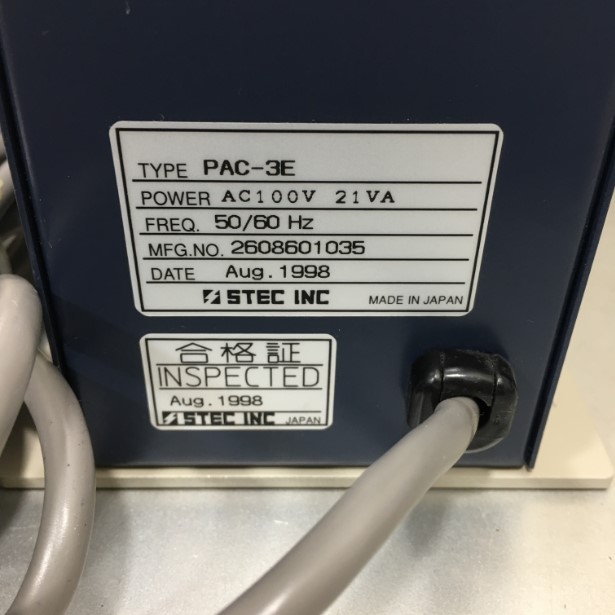 TYPE PAC-3E
POWER AC100V 21VA
FREQ. 50/60 Hz
MFG.NO. 2608601035
DATE Aug. 1998
STEC INC MADE IN JAPAN
合格証
INSPECTED
Aug. 1998
STEC INC JAPAN